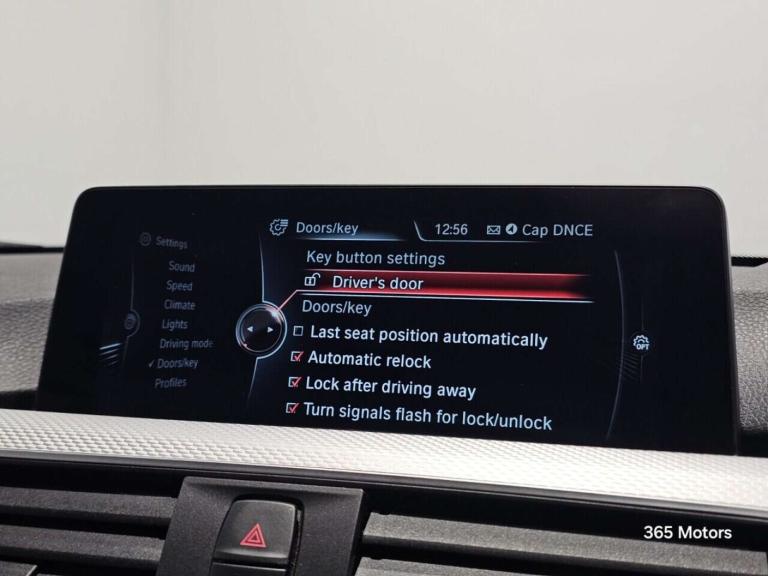 Doors/key
12:56
Cap DNCE
Settings
Sound
Speed
Climate
Lights
Driving mode
Doors/key
Profiles
Key button settings
Driver's door
Doors/key
Last seat position automatically
Automatic relock
Lock after driving away
Turn signals flash for lock/unlock
OPT
365 Motors